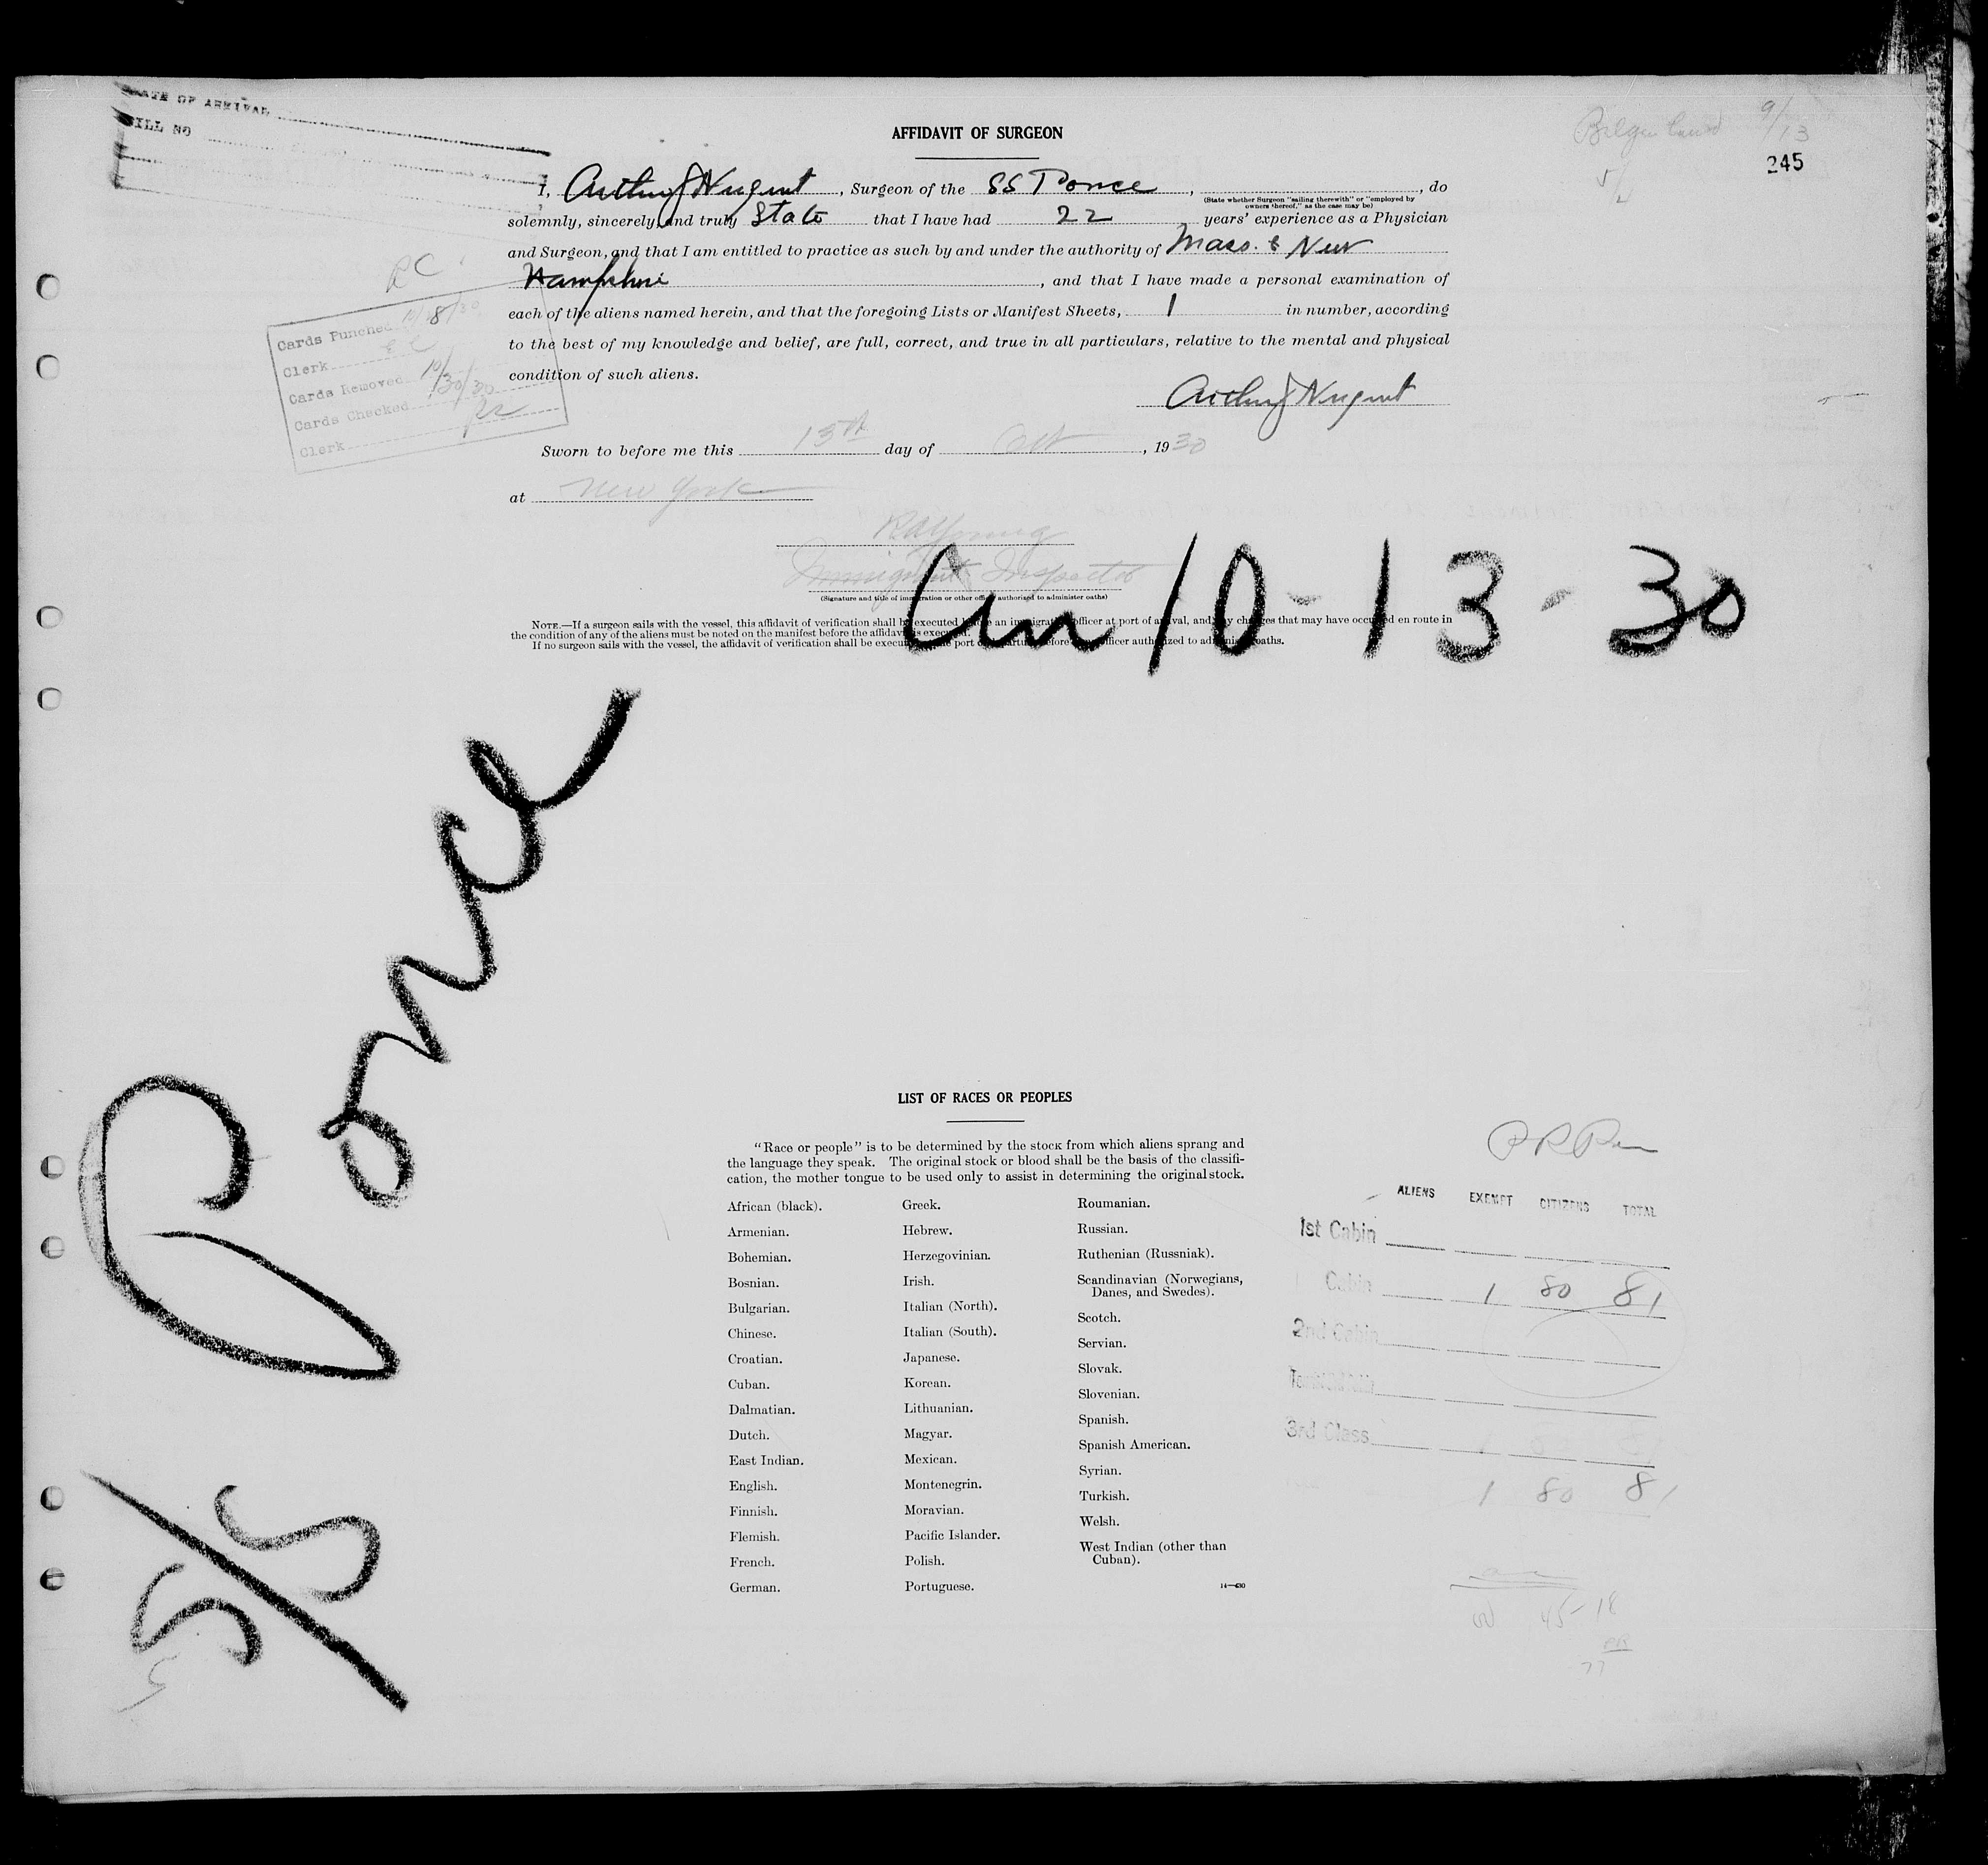 DATE OF ARRIVAL
BILL NO
AFFIDAVIT OF SURGEON
9/13
245
I, Arthur J Nugent, Surgeon of the SS Ponce, , do
(State whether Surgeon "sailing therewith" or "employed by
owners thereof," as the case may be)
solemnly, sincerely, and truly State that I have had 22 years' experience as a Physician
and Surgeon, and that I am entitled to practice as such by and under the authority of Mass. & New
Hampshire, and that I have made a personal examination of
each of the aliens named herein, and that the foregoing Lists or Manifest Sheets, 1 in number, according
to the best of my knowledge and belief, are full, correct, and true in all particulars, relative to the mental and physical
condition of such aliens.
Arthur J Nugent
RC
Cards Punched
Clerk
Cards Removed 10/30/30
Cards Checked
Clerk
Sworn to before me this 13th day of Oct, 1930
at New York
RA Young
Immigrant Inspector
(Signature and title of immigration or other officer authorized to administer oaths)
NOTE.—If a surgeon sails with the vessel, this affidavit of verification shall be executed before an immigration officer at port of arrival, and any changes that may have occurred en route in
the condition of any of the aliens must be noted on the manifest before the affidavit is executed.
If no surgeon sails with the vessel, the affidavit of verification shall be executed at the port of departure before an officer authorized to administer oaths.
10-13-30
S/S Ponce
LIST OF RACES OR PEOPLES
"Race or people" is to be determined by the stock from which aliens sprang and
the language they speak. The original stock or blood shall be the basis of the classifi-
cation, the mother tongue to be used only to assist in determining the original stock.
African (black).
Armenian.
Bohemian.
Bosnian.
Bulgarian.
Chinese.
Croatian.
Cuban.
Dalmatian.
Dutch.
East Indian.
English.
Finnish.
Flemish.
French.
German.
Greek.
Hebrew.
Herzegovinian.
Irish.
Italian (North).
Italian (South).
Japanese.
Korean.
Lithuanian.
Magyar.
Mexican.
Montenegrin.
Moravian.
Pacific Islander.
Polish.
Portuguese.
Roumanian.
Russian.
Ruthenian (Russniak).
Scandinavian (Norwegians,
Danes, and Swedes).
Scotch.
Servian.
Slovak.
Slovenian.
Spanish.
Spanish American.
Syrian.
Turkish.
Welsh.
West Indian (other than
Cuban).
ALIENS EXEMPT CITIZENS TOTAL
1st Cabin
Cabin 1 80 81
2nd Cabin
3rd Class
1 80 81
45-18
PR
77